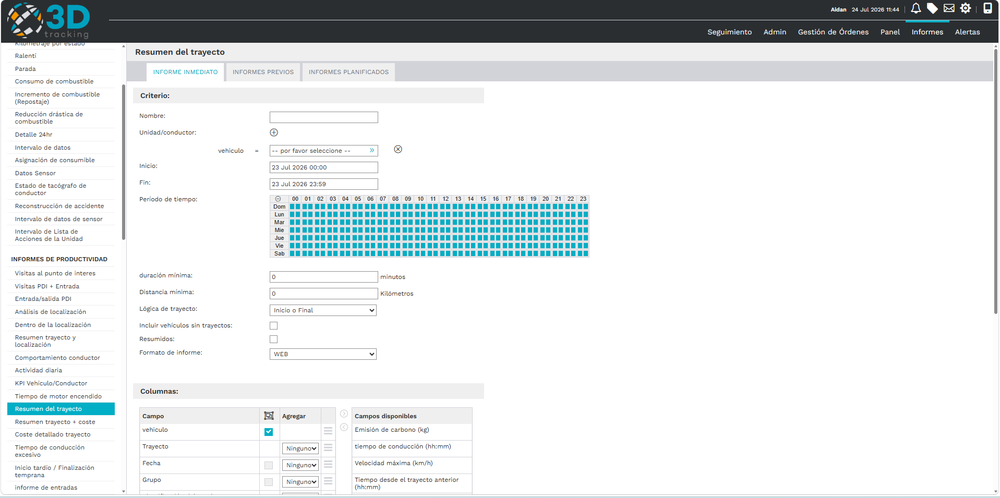 3D
tracking
Aidan 24 Jul 2026 11:44
Seguimiento Admin Gestión de Órdenes Panel Informes Alertas
Kilometraje por estado
Ralentí
Parada
Consumo de combustible
Incremento de combustible
(Repostaje)
Reducción drástica de
combustible
Detalle 24hr
Intervalo de datos
Asignación de consumible
Datos Sensor
Estado de tacógrafo de
conductor
Reconstrucción de accidente
Intervalo de datos de sensor
Intervalo de Lista de
Acciones de la Unidad
INFORMES DE PRODUCTIVIDAD
Visitas al punto de interes
Visitas PDI + Entrada
Entrada/salida PDI
Análisis de localización
Dentro de la localización
Resumen trayecto y
localización
Comportamiento conductor
Actividad diaria
KPI Vehículo/Conductor
Tiempo de motor encendido
Resumen del trayecto
Resumen trayecto + coste
Coste detallado trayecto
Tiempo de conducción
excesivo
Inicio tardío / Finalización
temprana
informe de entradas
Resumen del trayecto
INFORME INMEDIATO INFORMES PREVIOS INFORMES PLANIFICADOS
Criterio:
Nombre:
Unidad/conductor:
vehiculo = -- por favor seleccione -- »
Inicio: 23 Jul 2026 00:00
Fin: 23 Jul 2026 23:59
Período de tiempo:
00 01 02 03 04 05 06 07 08 09 10 11 12 13 14 15 16 17 18 19 20 21 22 23
Dom
Lun
Mar
Mie
Jue
Vie
Sab
duración mínima: 0 minutos
Distancia mínima: 0 Kilómetros
Lógica de trayecto: Inicio o Final
Incluir vehículos sin trayectos:
Resumidos:
Formato de informe: WEB
Columnas:
Campo Agregar
vehiculo
Trayecto Ninguno
Fecha Ninguno
Grupo Ninguno
Campos disponibles
Emisión de carbono (kg)
tiempo de conducción (hh:mm)
Velocidad máxima (km/h)
Tiempo desde el trayecto anterior
(hh:mm)